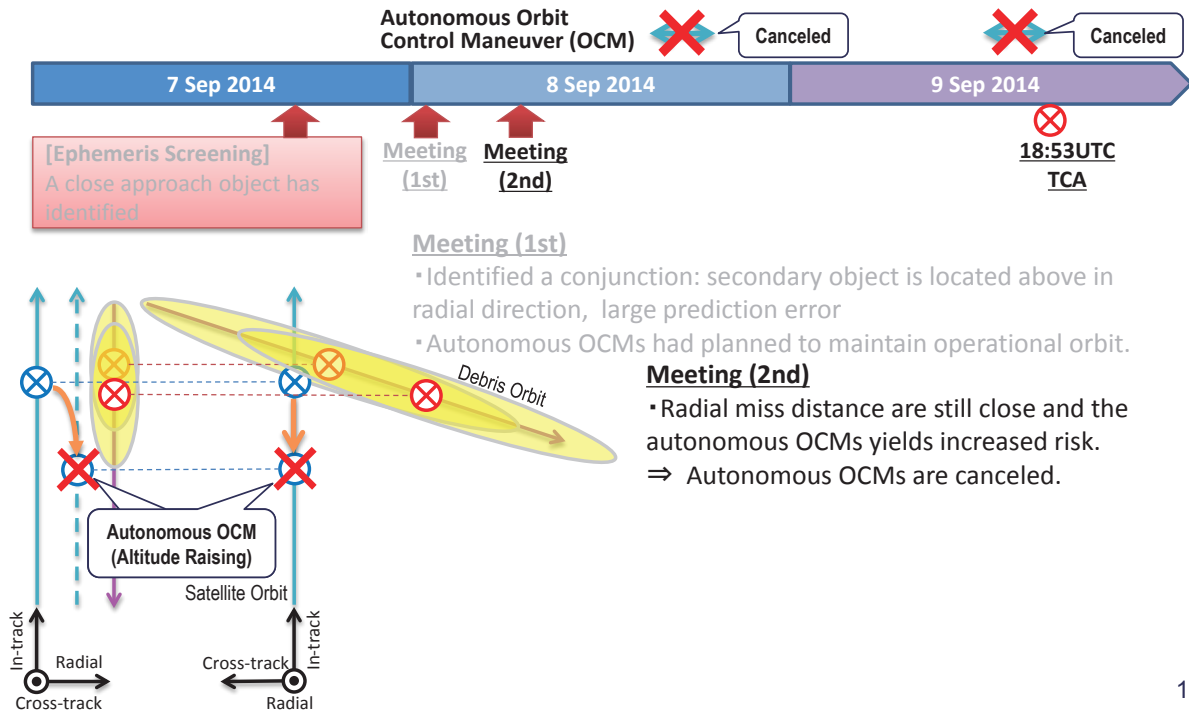 Autonomous Orbit
Control Maneuver (OCM)
Canceled
Canceled
7 Sep 2014
8 Sep 2014
9 Sep 2014
[Ephemeris Screening]
A close approach object has
identified
Meeting
(1st)
Meeting
(2nd)
18:53UTC
TCA
Meeting (1st)
・Identified a conjunction: secondary object is located above in
radial direction, large prediction error
・Autonomous OCMs had planned to maintain operational orbit.
Debris Orbit
Meeting (2nd)
・Radial miss distance are still close and the
autonomous OCMs yields increased risk.
⇒ Autonomous OCMs are canceled.
Autonomous OCM
(Altitude Raising)
Satellite Orbit
In-track
Radial
Cross-track
In-track
Cross-track
Radial
1